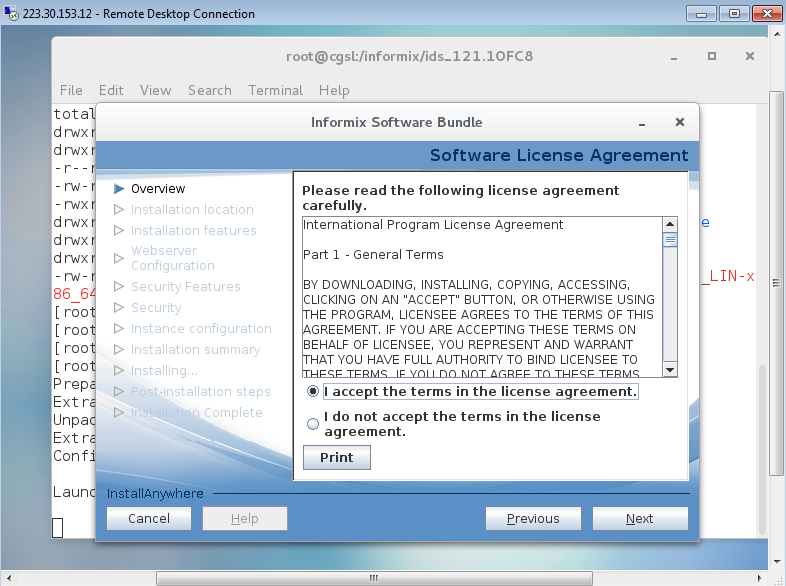 223.30.153.12 - Remote Desktop Connection
root@cgsl:/informix/ids_121.10FC8
File Edit View Search Terminal Help
total
drwxr
drwxr
-r--r
-rw-r
-rwxr
drwxr
drwxr
drwxr
-rw-r
86_64
[root
[root
[root
[root
Prepa
Extra
Unpac
Extra
Confi
Launc
e
_LIN-x
Informix Software Bundle
Software License Agreement
Overview
Installation location
Installation features
Webserver
Configuration
Security Features
Security
Instance configuration
Installation summary
Installing...
Post-installation steps
Installation Complete
Please read the following license agreement
carefully.
International Program License Agreement
Part 1 - General Terms
BY DOWNLOADING, INSTALLING, COPYING, ACCESSING,
CLICKING ON AN "ACCEPT" BUTTON, OR OTHERWISE USING
THE PROGRAM, LICENSEE AGREES TO THE TERMS OF THIS
AGREEMENT. IF YOU ARE ACCEPTING THESE TERMS ON
BEHALF OF LICENSEE, YOU REPRESENT AND WARRANT
THAT YOU HAVE FULL AUTHORITY TO BIND LICENSEE TO
THESE TERMS. IF YOU DO NOT AGREE TO THESE TERMS
I accept the terms in the license agreement.
I do not accept the terms in the license
agreement.
Print
InstallAnywhere
Cancel Help Previous Next